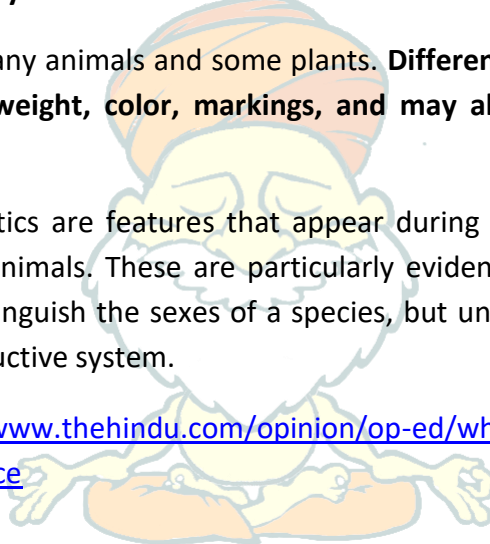 any animals and some plants. Differen
weight, color, markings, and may al
tics are features that appear during
nimals. These are particularly eviden
nguish the sexes of a species, but un
uctive system.
www.thehindu.com/opinion/op-ed/wh
ce